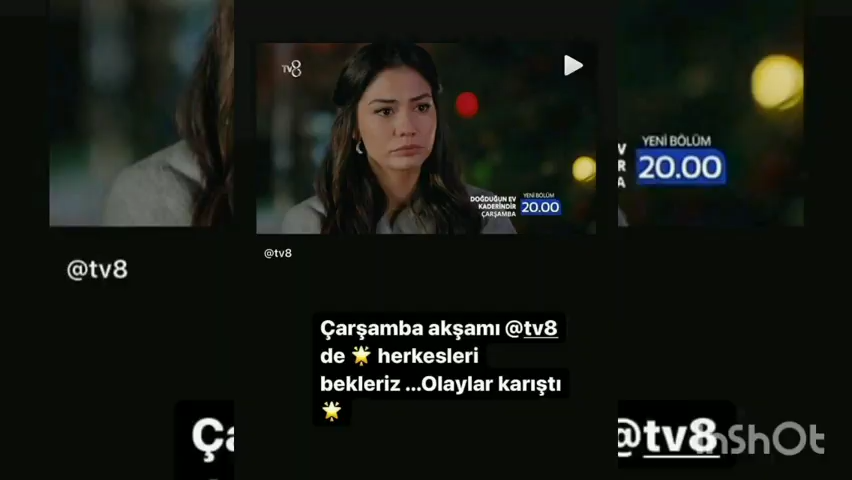 TV8
DOĞDUĞUN EV
KADERİNDİR
ÇARŞAMBA
YENİ BÖLÜM
20.00
@tv8
Çarşamba akşamı @tv8
de 🌟 herkesleri
bekleriz ...Olaylar karıştı
🌟
V
R
A
YENİ BÖLÜM
20.00
@tv8
Ça
@tv8
InShOt